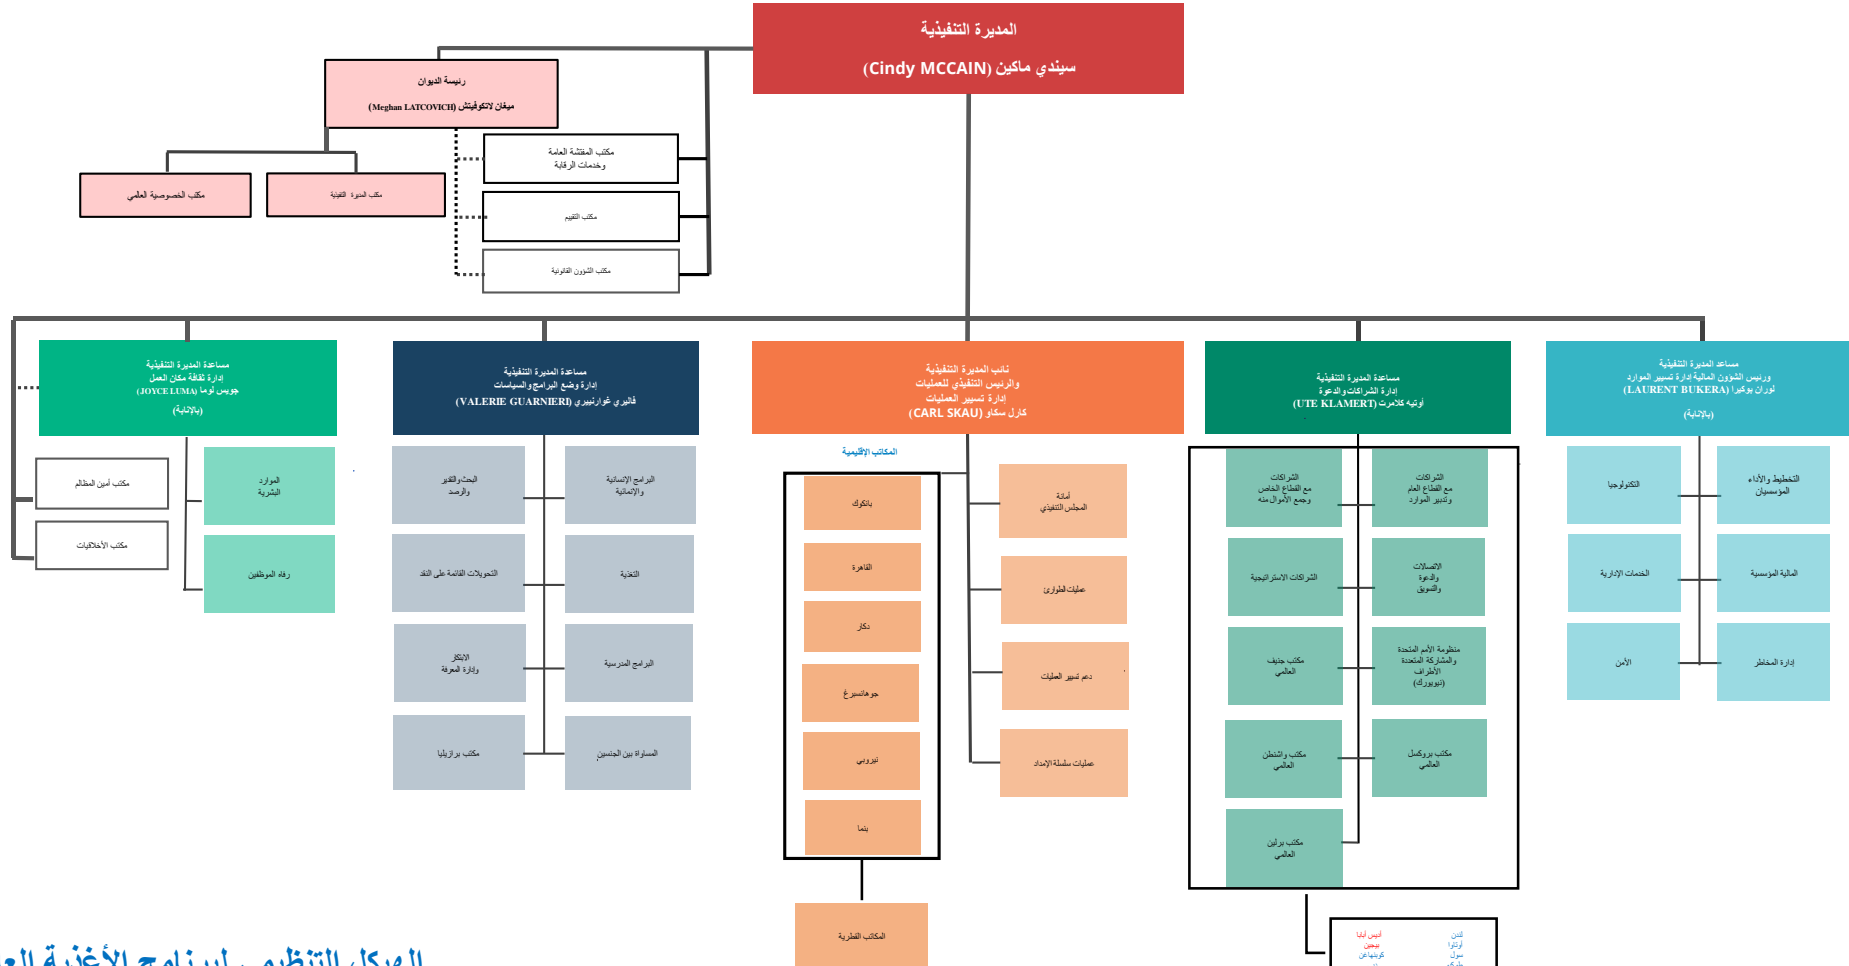 المديرة التنفيذية
سيندي ماكين (Cindy MCCAIN)
رئيسة الديوان
ميغان لاتكوفيتش (Meghan LATCOVICH)
مكتب المفتشة العامة
وخدمات الرقابة
مكتب التقييم
مكتب الشؤون القانونية
مكتب المديرة التنفيذية
مكتب الخصوصية العالمي
مساعد المديرة التنفيذية
ورئيس الشؤون المالية إدارة تسيير الموارد
لوران بوكيرا (LAURENT BUKERA)
(بالإنابة)
التخطيط والأداء
المؤسسيان
التكنولوجيا
المالية المؤسسية
الخدمات الإدارية
إدارة المخاطر
الأمن
مساعدة المديرة التنفيذية
إدارة الشراكات والدعوة
أوتيه كلامرت (UTE KLAMERT)
الشراكات
مع القطاع العام
وتدبير الموارد
الشراكات
مع القطاع الخاص
وجمع الأموال منه
الاتصالات
والدعوة
والتسويق
الشراكات الاستراتيجية
منظومة الأمم المتحدة
والمشاركة المتعددة
الأطراف
(نيويورك)
مكتب جنيف
العالمي
مكتب بروكسل
العالمي
مكتب واشنطن
العالمي
مكتب برلين
العالمي
لندن
أوتاوا
سول
أديس أبابا
بيجين
كوبنهاغن
نائب المديرة التنفيذية
والرئيس التنفيذي للعمليات
إدارة تسيير العمليات
كارل سكاو (CARL SKAU)
أمانة
المجلس التنفيذي
عمليات الطوارئ
دعم تسيير العمليات
عمليات سلسلة الإمداد
المكاتب الإقليمية
بانكوك
القاهرة
دكار
جوهانسبرغ
نيروبي
بنما
المكاتب القطرية
مساعدة المديرة التنفيذية
إدارة وضع البرامج والسياسات
فاليري غوارنييري (VALERIE GUARNIERI)
البرامج الإنسانية
والإنمائية
البحث والتقدير
والرصد
التغذية
التحويلات القائمة على النقد
البرامج المدرسية
الابتكار
وإدارة المعرفة
المساواة بين الجنسين
مكتب برازيليا
مساعدة المديرة التنفيذية
إدارة ثقافة مكان العمل
جويس لوما (JOYCE LUMA)
(بالإنابة)
الموارد
البشرية
رفاه الموظفين
مكتب أمين المظالم
مكتب الأخلاقيات
الهيكل التنظيمي لبرنامج الأغذية